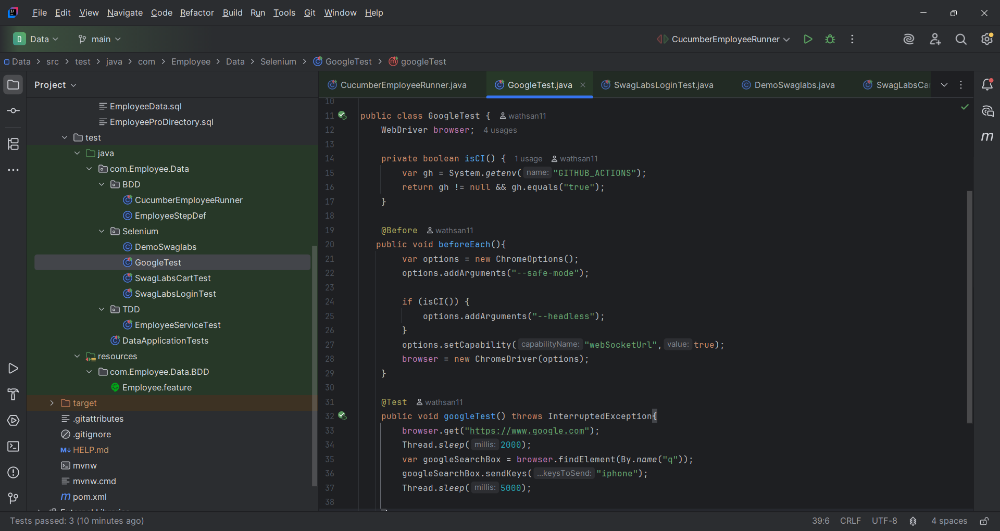 File Edit View Navigate Code Refactor Build Run Tools Git Window Help
D Data main CucumberEmployeeRunner
Data > src > test > java > com > Employee > Data > Selenium > GoogleTest > googleTest
Project
EmployeeData.sql
EmployeeProDirectory.sql
test
java
com.Employee.Data
BDD
CucumberEmployeeRunner
EmployeeStepDef
Selenium
DemoSwaglabs
GoogleTest
SwagLabsCartTest
SwagLabsLoginTest
TDD
EmployeeServiceTest
DataApplicationTests
resources
com.Employee.Data.BDD
Employee.feature
target
.gitattributes
.gitignore
M↓ HELP.md
mvnw
mvnw.cmd
m pom.xml
CucumberEmployeeRunner.java GoogleTest.java SwagLabsLoginTest.java DemoSwaglabs.java SwagLabsCar
10
11 public class GoogleTest { wathsan11
12 WebDriver browser; 4 usages
13
14 private boolean isCI() { 1 usage wathsan11
15 var gh = System.getenv( name: "GITHUB_ACTIONS");
16 return gh != null && gh.equals("true");
17 }
18
19 @Before wathsan11
20 public void beforeEach(){
21 var options = new ChromeOptions();
22 options.addArguments("--safe-mode");
23
24 if (isCI()) {
25 options.addArguments("--headless");
26 }
27 options.setCapability( capabilityName: "webSocketUrl", value: true);
28 browser = new ChromeDriver(options);
29 }
30
31 @Test wathsan11
32 public void googleTest() throws InterruptedException{
33 browser.get("https://www.google.com");
34 Thread.sleep( millis: 2000);
35 var googleSearchBox = browser.findElement(By.name("q"));
36 googleSearchBox.sendKeys( ...keysToSend: "iphone");
37 Thread.sleep( millis: 5000);
38
m
Tests passed: 3 (10 minutes ago) 39:6 CRLF UTF-8 4 spaces